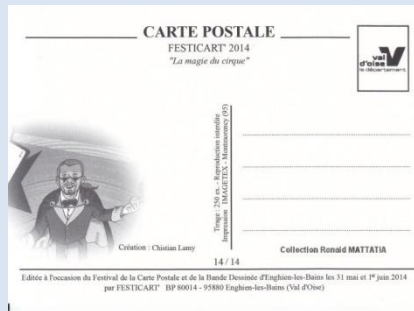 CARTE POSTALE
FESTICART' 2014
"La magie du cirque"
val
d'oise
le département
Tirage : 250 ex. - Reproduction interdite
Impression IMAGETEX - Montmorency (95)
Création : Chistian Lamy
14 / 14
Collection Ronald MATTATIA
Editée à l'occasion du Festival de la Carte Postale et de la Bande Dessinée d'Enghien-les-Bains les 31 mai et 1er juin 2014
par FESTICART' BP 80014 - 95880 Enghien-les-Bains (Val d'Oise)